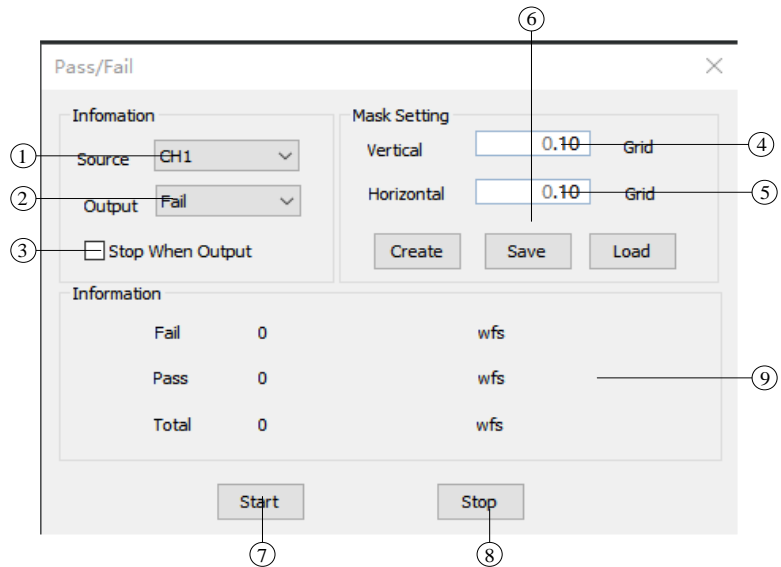 6
Pass/Fail
Infomation
Mask Setting
1 Source CH1
Vertical 0.10 Grid 4
2 Output Fail
Horizontal 0.10 Grid 5
3 Stop When Output
Create Save Load
Information
Fail 0 wfs
Pass 0 wfs 9
Total 0 wfs
Start Stop
7 8